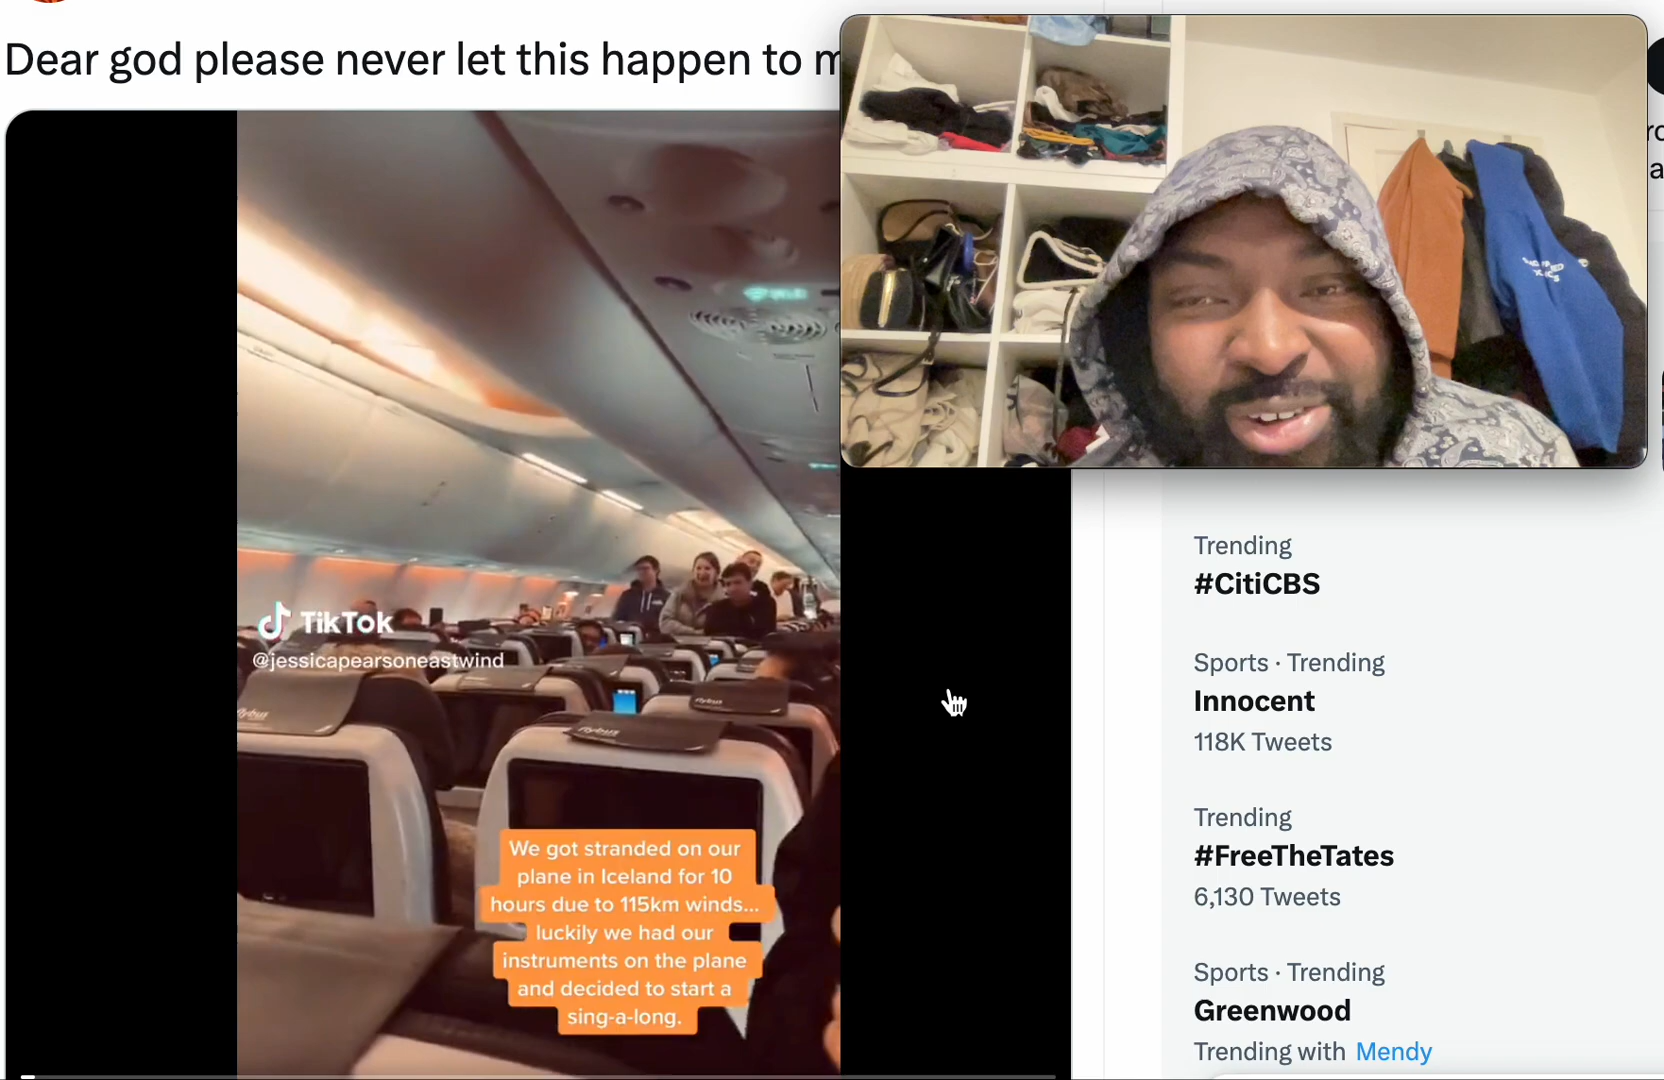 Dear god please never let this happen to m
TikTok
@jessicapearsoneastwind
flybus
flybus
flybus
We got stranded on our
plane in Iceland for 10
hours due to 115km winds...
luckily we had our
instruments on the plane
and decided to start a
sing-a-long.
Trending
#CitiCBS
Sports · Trending
Innocent
118K Tweets
Trending
#FreeTheTates
6,130 Tweets
Sports · Trending
Greenwood
Trending with Mendy